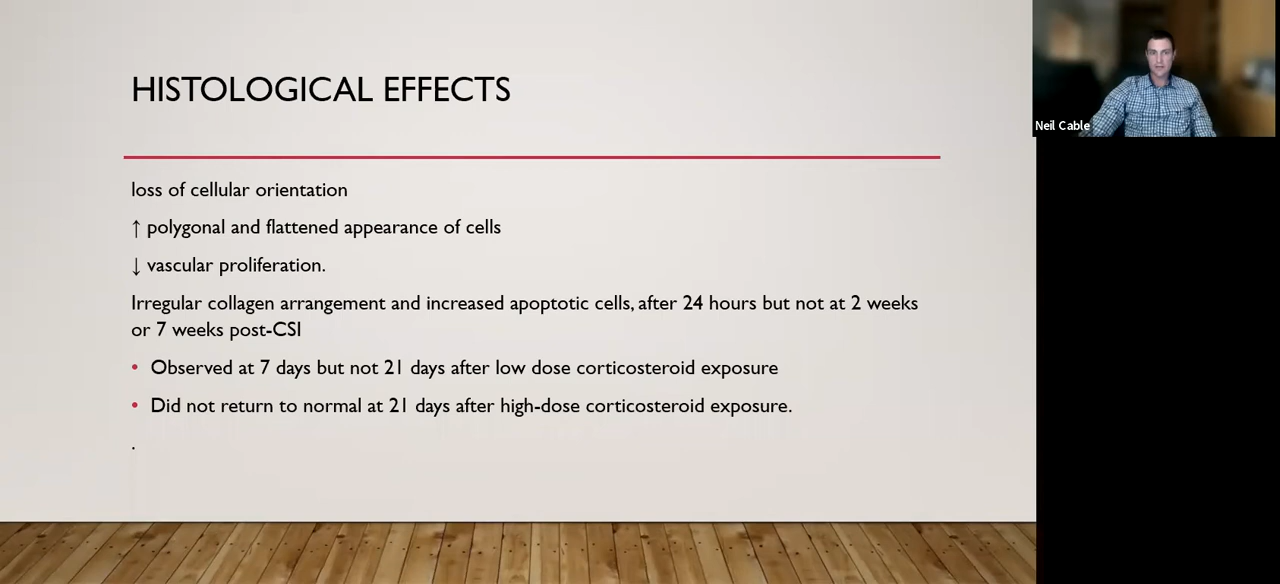 HISTOLOGICAL EFFECTS
loss of cellular orientation
↑ polygonal and flattened appearance of cells
↓ vascular proliferation.
Irregular collagen arrangement and increased apoptotic cells, after 24 hours but not at 2 weeks
or 7 weeks post-CSI
• Observed at 7 days but not 21 days after low dose corticosteroid exposure
• Did not return to normal at 21 days after high-dose corticosteroid exposure.
.
Neil Cable